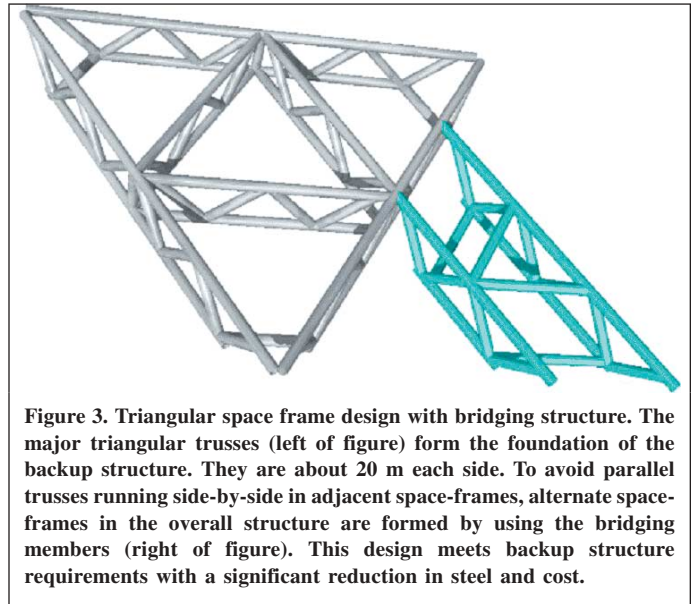 Figure 3. Triangular space frame design with bridging structure. The
major triangular trusses (left of figure) form the foundation of the
backup structure. They are about 20 m each side. To avoid parallel
trusses running side-by-side in adjacent space-frames, alternate space-
frames in the overall structure are formed by using the bridging
members (right of figure). This design meets backup structure
requirements with a significant reduction in steel and cost.